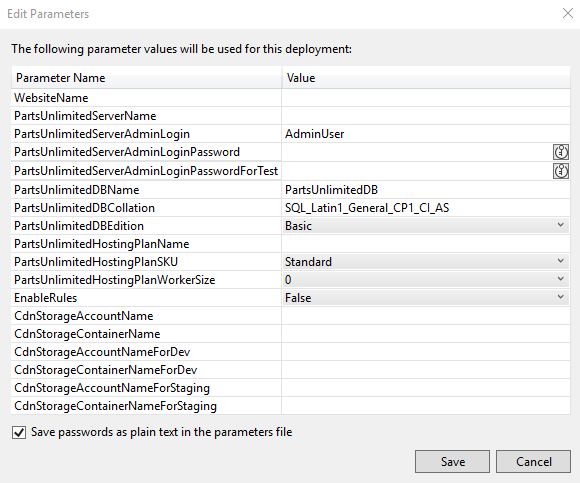 Edit Parameters
The following parameter values will be used for this deployment:
Parameter Name Value
WebsiteName
PartsUnlimitedServerName
PartsUnlimitedServerAdminLogin AdminUser
PartsUnlimitedServerAdminLoginPassword
PartsUnlimitedServerAdminLoginPasswordForTest
PartsUnlimitedDBName PartsUnlimitedDB
PartsUnlimitedDBCollation SQL_Latin1_General_CP1_CI_AS
PartsUnlimitedDBEdition Basic
PartsUnlimitedHostingPlanName
PartsUnlimitedHostingPlanSKU Standard
PartsUnlimitedHostingPlanWorkerSize 0
EnableRules False
CdnStorageAccountName
CdnStorageContainerName
CdnStorageAccountNameForDev
CdnStorageContainerNameForDev
CdnStorageAccountNameForStaging
CdnStorageContainerNameForStaging
Save passwords as plain text in the parameters file
Save Cancel